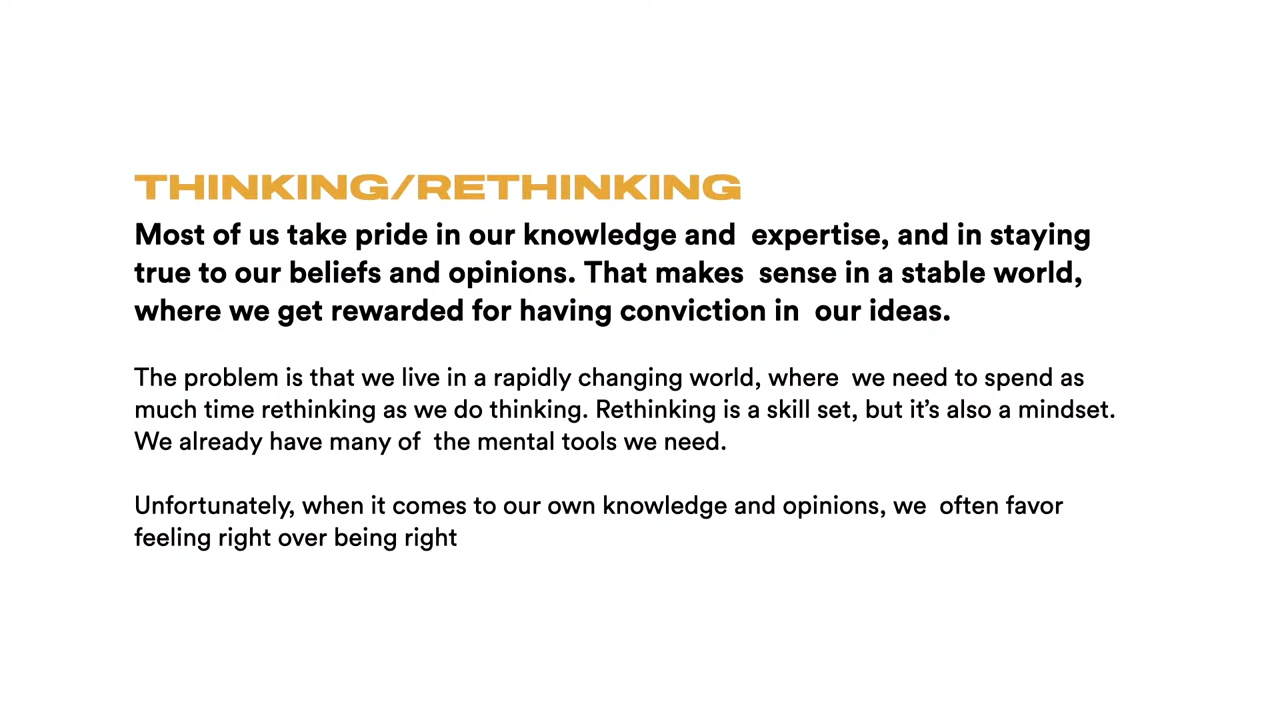 THINKING/RETHINKING
Most of us take pride in our knowledge and  expertise, and in staying
true to our beliefs and opinions. That makes  sense in a stable world,
where we get rewarded for having conviction in  our ideas.
The problem is that we live in a rapidly changing world, where  we need to spend as
much time rethinking as we do thinking. Rethinking is a skill set, but it’s also a mindset.
We already have many of  the mental tools we need.
Unfortunately, when it comes to our own knowledge and opinions, we  often favor
feeling right over being right